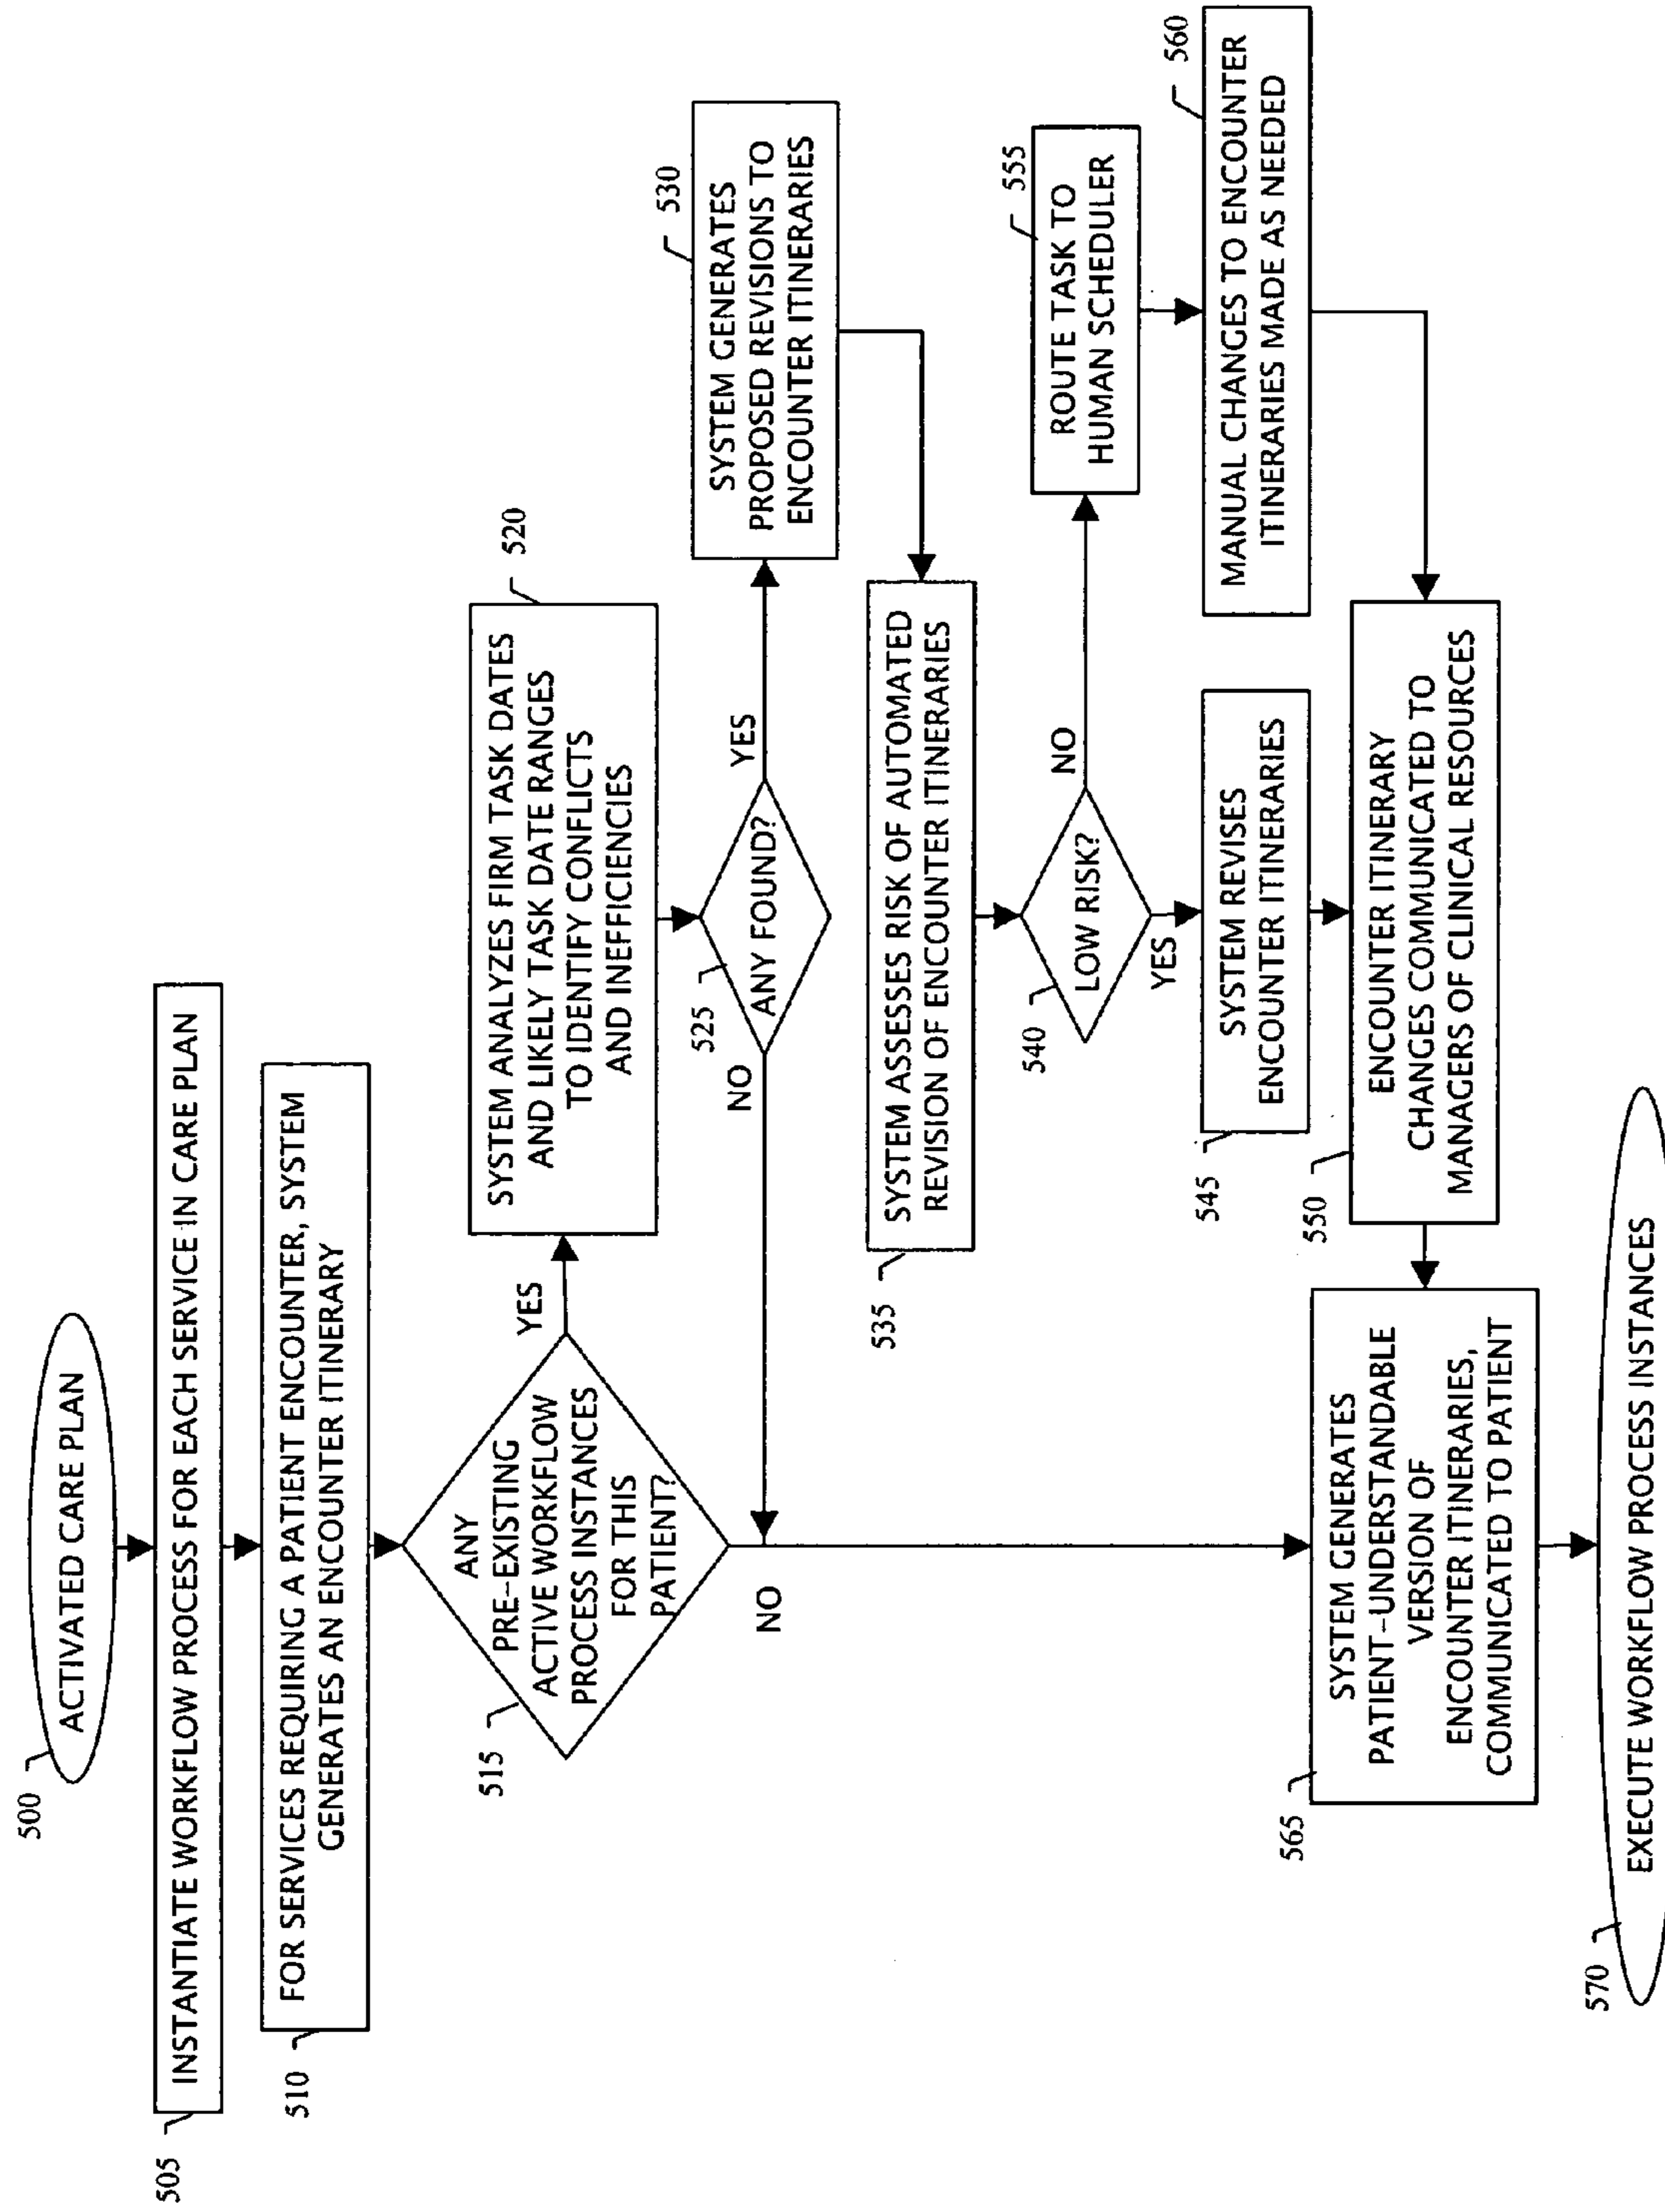 500
ACTIVATED CARE PLAN
505
INSTANTIATE WORKFLOW PROCESS FOR EACH SERVICE IN CARE PLAN
510
FOR SERVICES REQUIRING A PATIENT ENCOUNTER, SYSTEM
GENERATES AN ENCOUNTER ITINERARY
515
ANY
PRE-EXISTING
ACTIVE WORKFLOW
PROCESS INSTANCES
FOR THIS
PATIENT?
YES
NO
520
SYSTEM ANALYZES FIRM TASK DATES
AND LIKELY TASK DATE RANGES
TO IDENTIFY CONFLICTS
AND INEFFICIENCIES
525
ANY FOUND?
NO
YES
530
SYSTEM GENERATES
PROPOSED REVISIONS TO
ENCOUNTER ITINERARIES
535
SYSTEM ASSESSES RISK OF AUTOMATED
REVISION OF ENCOUNTER ITINERARIES
540
LOW RISK?
NO
YES
555
ROUTE TASK TO
HUMAN SCHEDULER
560
MANUAL CHANGES TO ENCOUNTER
ITINERARIES MADE AS NEEDED
545
SYSTEM REVISES
ENCOUNTER ITINERARIES
550
ENCOUNTER ITINERARY
CHANGES COMMUNICATED TO
MANAGERS OF CLINICAL RESOURCES
565
SYSTEM GENERATES
PATIENT-UNDERSTANDABLE
VERSION OF
ENCOUNTER ITINERARIES,
COMMUNICATED TO PATIENT
570
EXECUTE WORKFLOW PROCESS INSTANCES